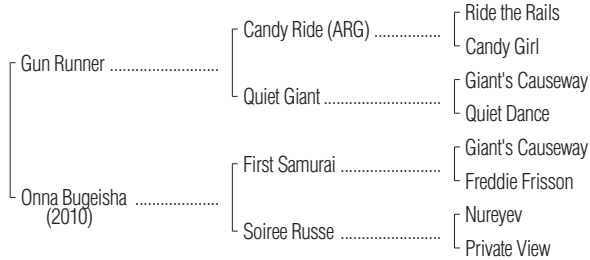 Ride the Rails
Candy Ride (ARG) ................
Candy Girl
Gun Runner ..........................
Giant's Causeway
Quiet Giant ............................
Quiet Dance
Giant's Causeway
First Samurai ........................
Freddie Frisson
Onna Bugeisha ....................
(2010)
Nureyev
Soiree Russe ........................
Private View